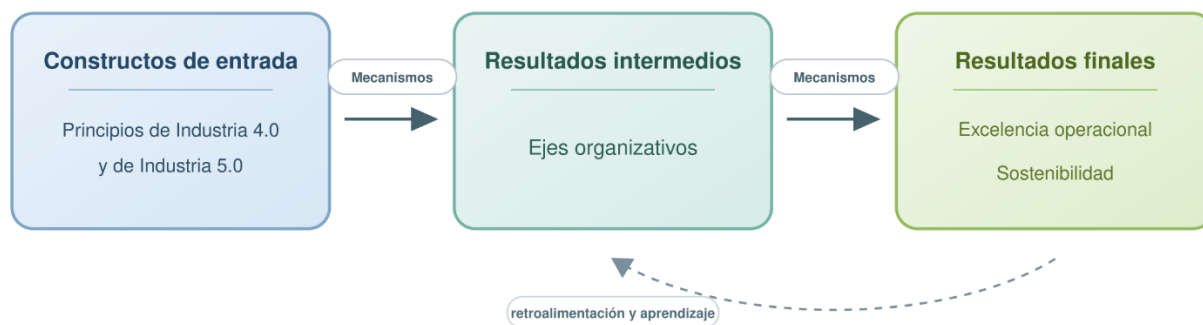 Constructos de entrada
Principios de Industria 4.0
y de Industria 5.0
Mecanismos
Resultados intermedios
Ejes organizativos
Mecanismos
Resultados finales
Excelencia operacional
Sostenibilidad
retroalimentación y aprendizaje